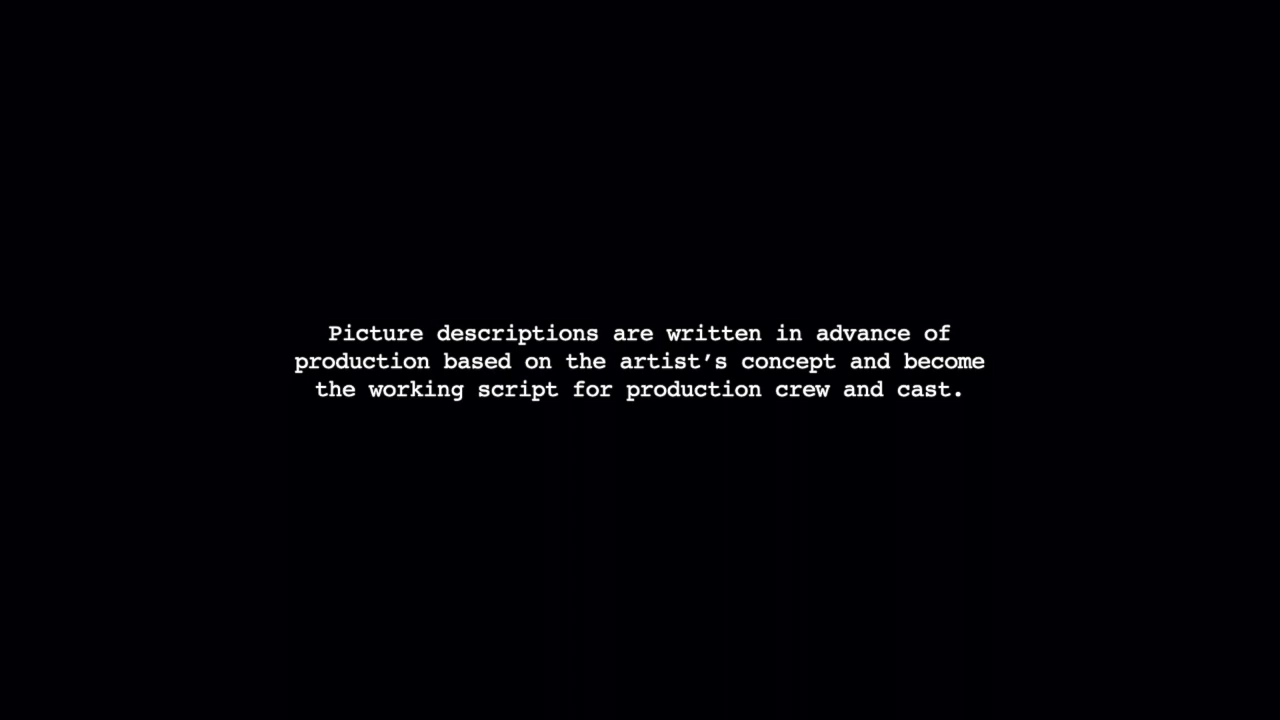 Picture descriptions are written in advance of
production based on the artist’s concept and become
the working script for production crew and cast.